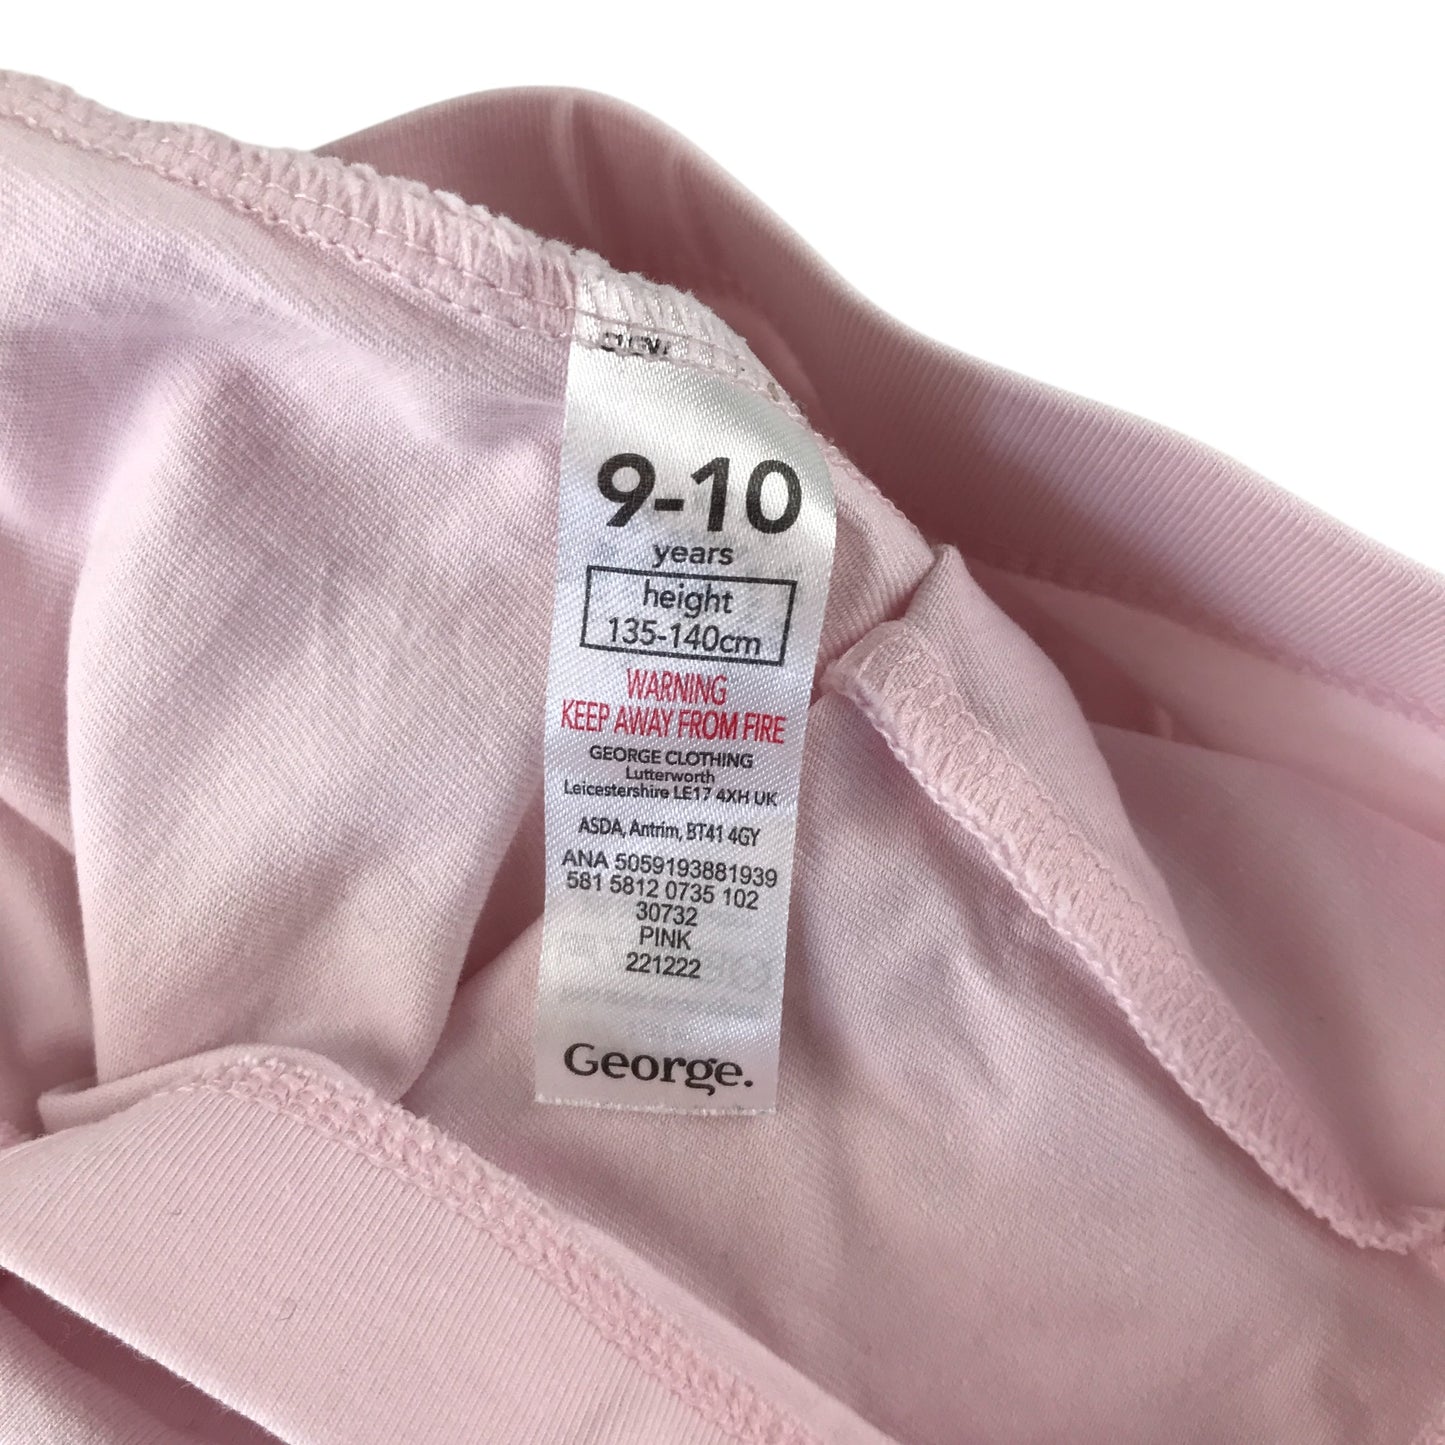 9-10
years
height
135-140cm
WARNING
KEEP AWAY FROM FIRE
GEORGE CLOTHING
Lutterworth
Leicestershire LE17 4XH UK
ASDA, Antrim, BT41 4GY
ANA 5059193881939
581 5812 0735 102
30732
PINK
221222
George.